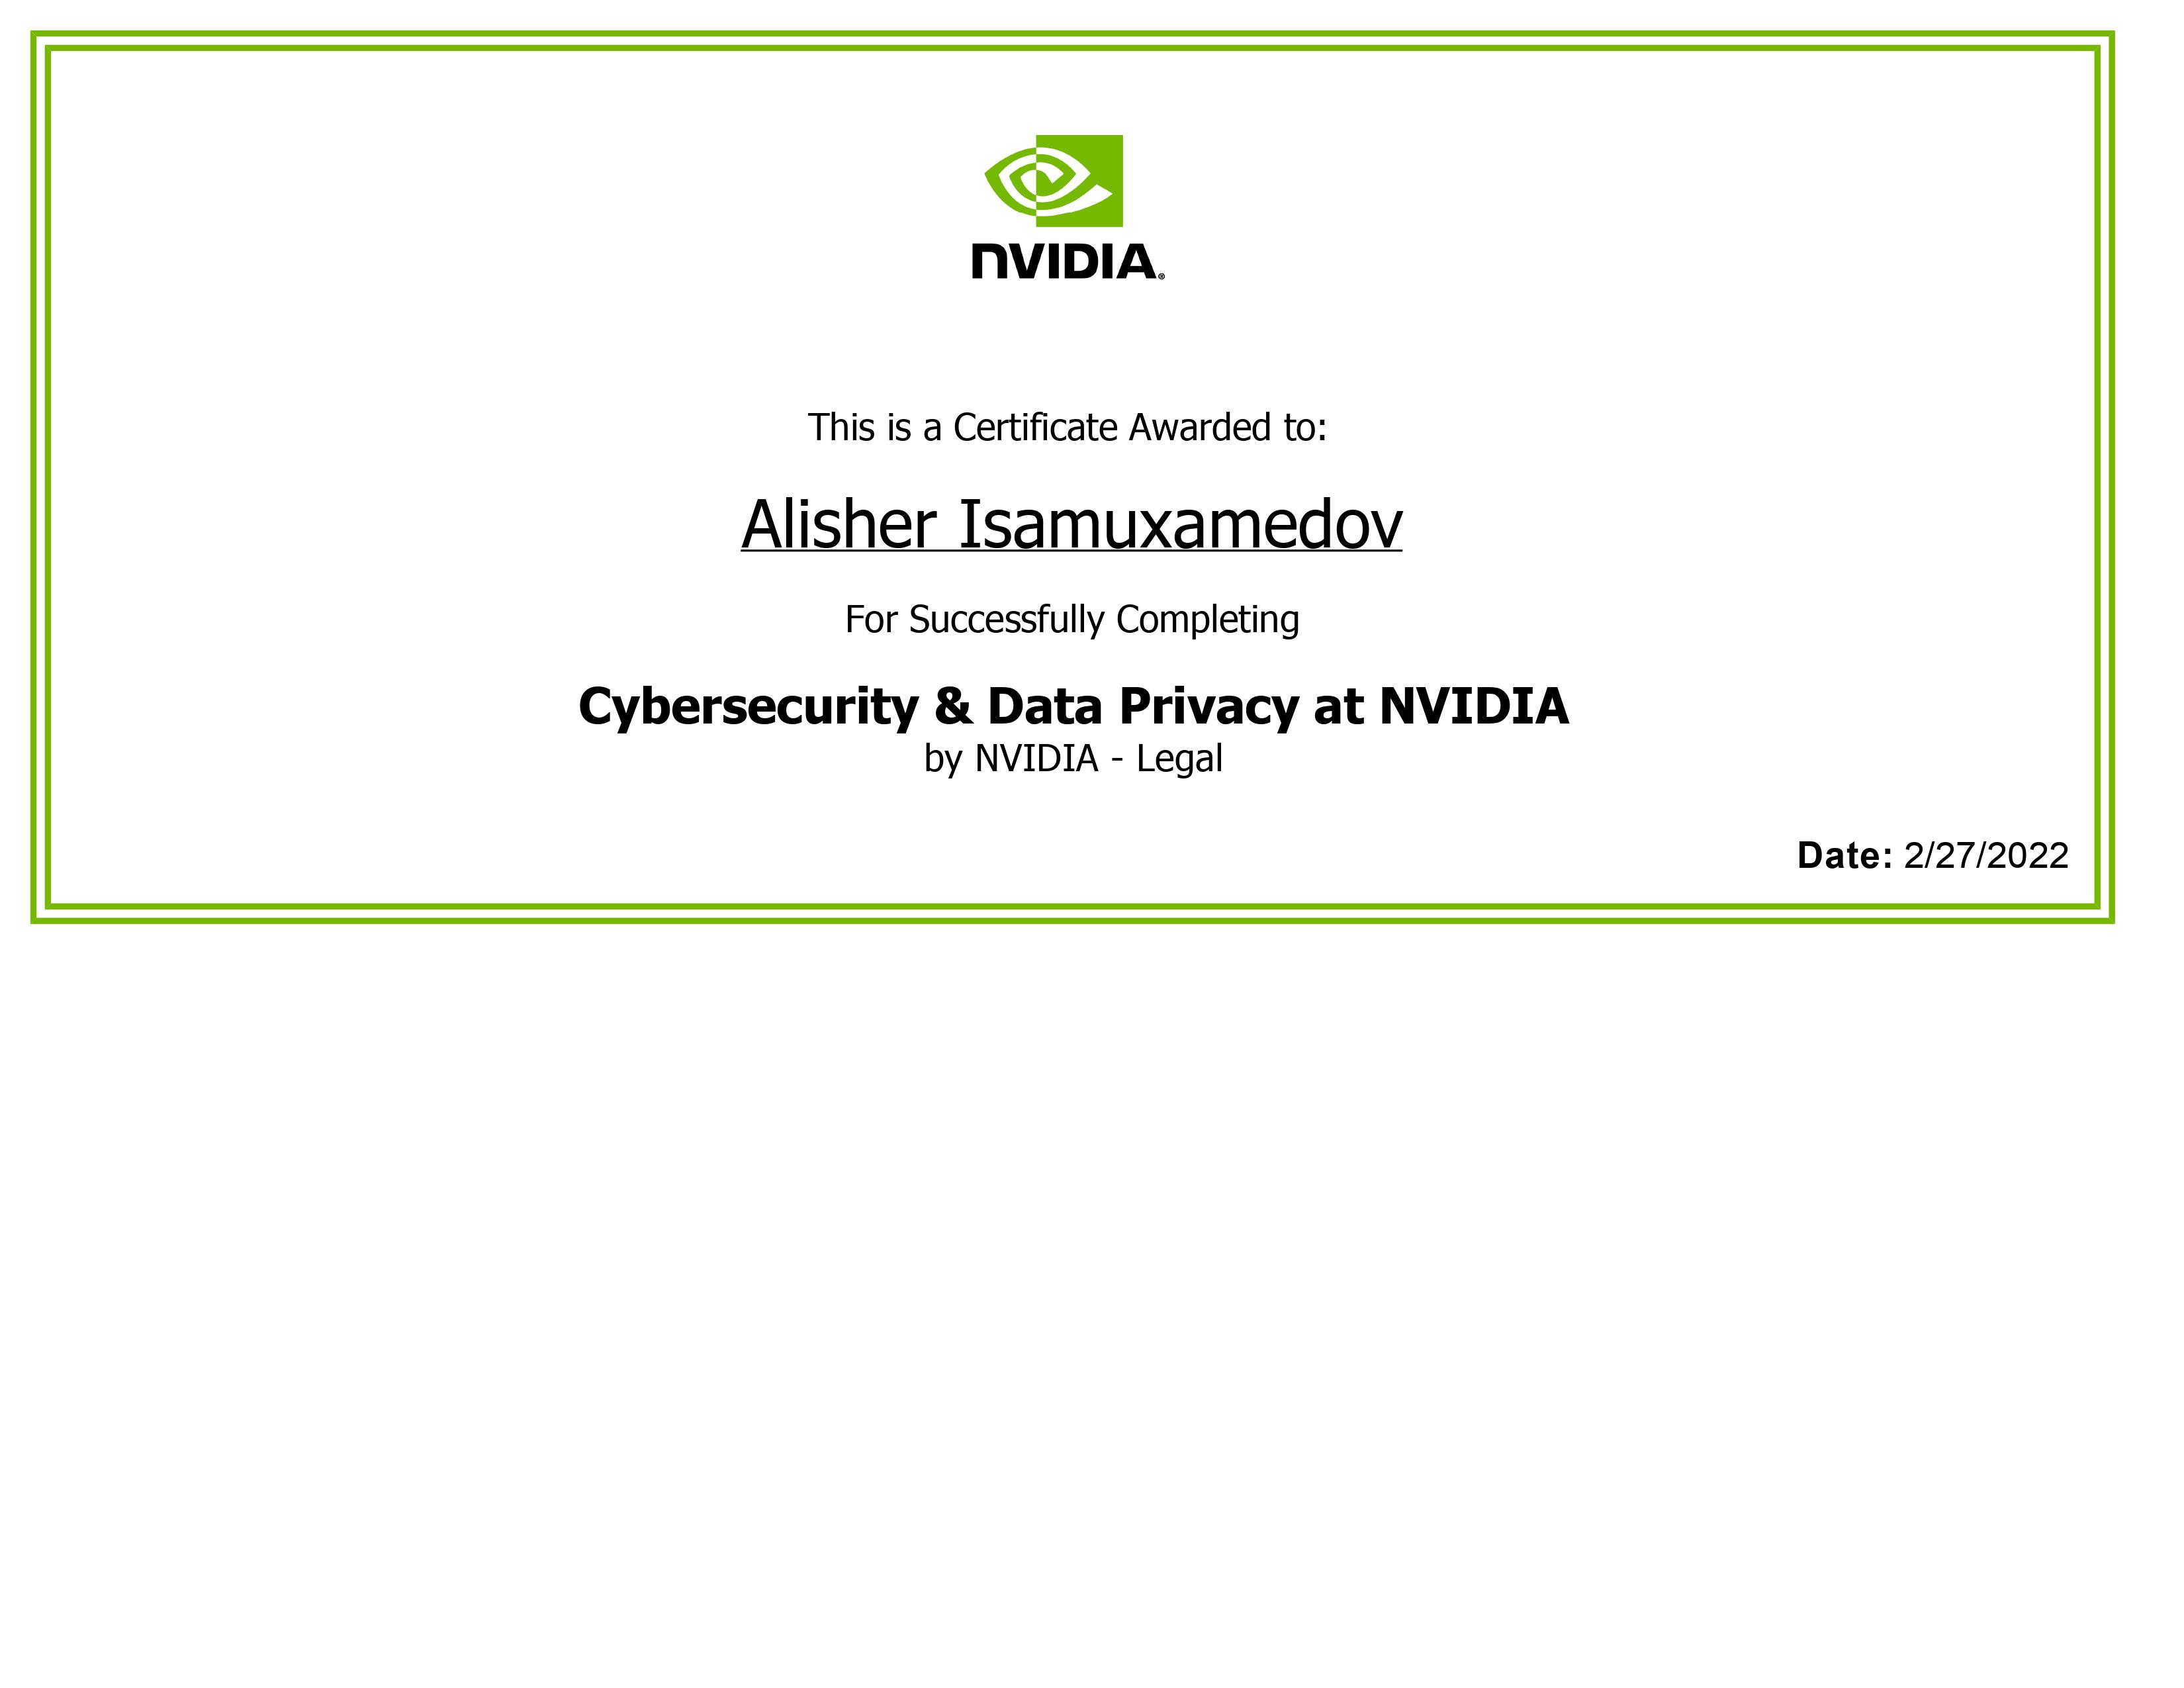 NVIDIA®
This is a Certificate Awarded to:
Alisher Isamuxamedov
For Successfully Completing
Cybersecurity & Data Privacy at NVIDIA
by NVIDIA - Legal
Date: 2/27/2022